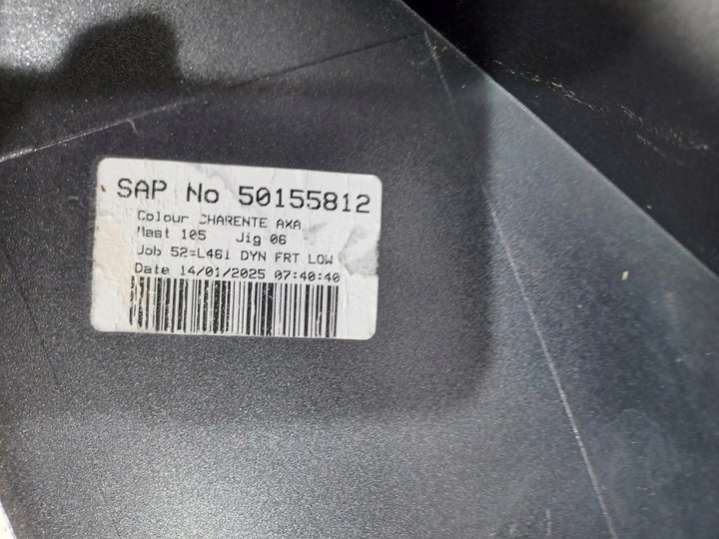 SAP No 50155812
Colour CHARENTE AXA
Mast 105 Jig 06
Job 52=L461 DYN FRT LOW
Date 14/01/2025 07:40:40